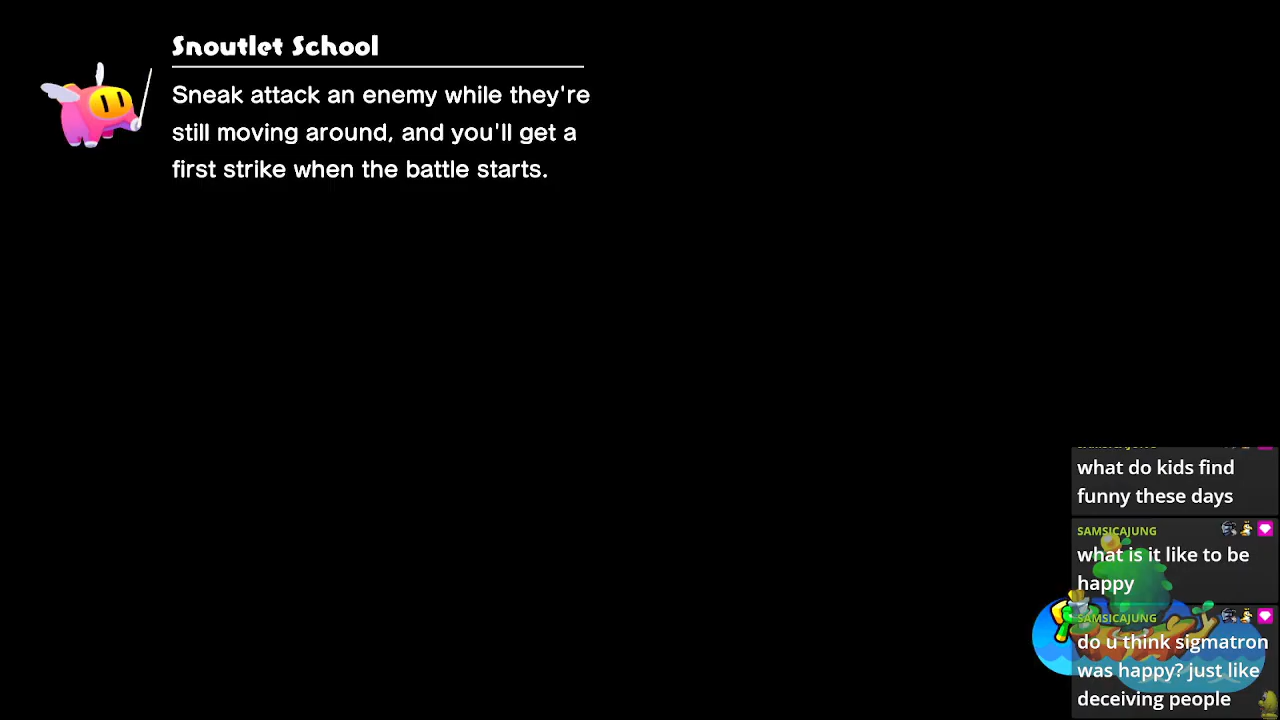 Snoutlet School
Sneak attack an enemy while they're
still moving around, and you'll get a
first strike when the battle starts.
what do kids find
funny these days
SAMSICAJUNG
what is it like to be
happy
SAMSICAJUNG
do u think sigmatron
was happy? just like
deceiving people